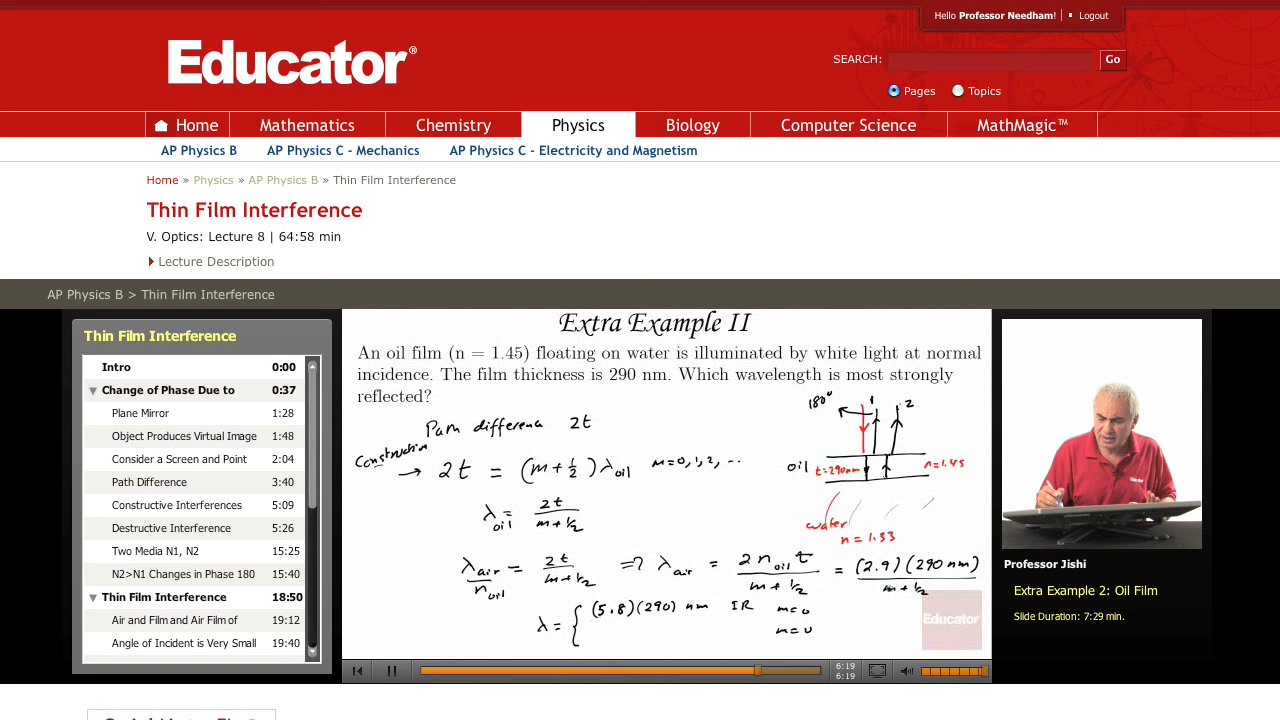 Hello Professor Needham! | ▪ Logout
Educator®
SEARCH: Go
Pages Topics
Home Mathematics Chemistry Physics Biology Computer Science MathMagic™
AP Physics B AP Physics C - Mechanics AP Physics C - Electricity and Magnetism
Home » Physics » AP Physics B » Thin Film Interference
Thin Film Interference
V. Optics: Lecture 8 | 64:58 min
Lecture Description
AP Physics B > Thin Film Interference
Thin Film Interference
Intro 0:00
Change of Phase Due to 0:37
Plane Mirror 1:28
Object Produces Virtual Image 1:48
Consider a Screen and Point 2:04
Path Difference 3:40
Constructive Interferences 5:09
Destructive Interference 5:26
Two Media N1, N2 15:25
N2>N1 Changes in Phase 180 15:40
Thin Film Interference 18:50
Air and Film and Air Film of 19:12
Angle of Incident is Very Small 19:40
Extra Example II
An oil film (n = 1.45) floating on water is illuminated by white light at normal
incidence. The film thickness is 290 nm. Which wavelength is most strongly
reflected?
180° 1 2
Path difference 2t
Construction
→ 2t = (m + ½) λoil m=0,1,2, ...
oil t=290nm n=1.45
λoil = 2t / m+1/2
water
n = 1.33
λair / noil = 2t / m+1/2 ⇒ λair = 2 noil t / m+1/2 = (2.9)(290 nm) / m+1/2
λ = { (5.8)(290) nm IR m=0
m=0
Educator
6:19
6:19
Professor Jishi
Extra Example 2: Oil Film
Slide Duration: 7:29 min.